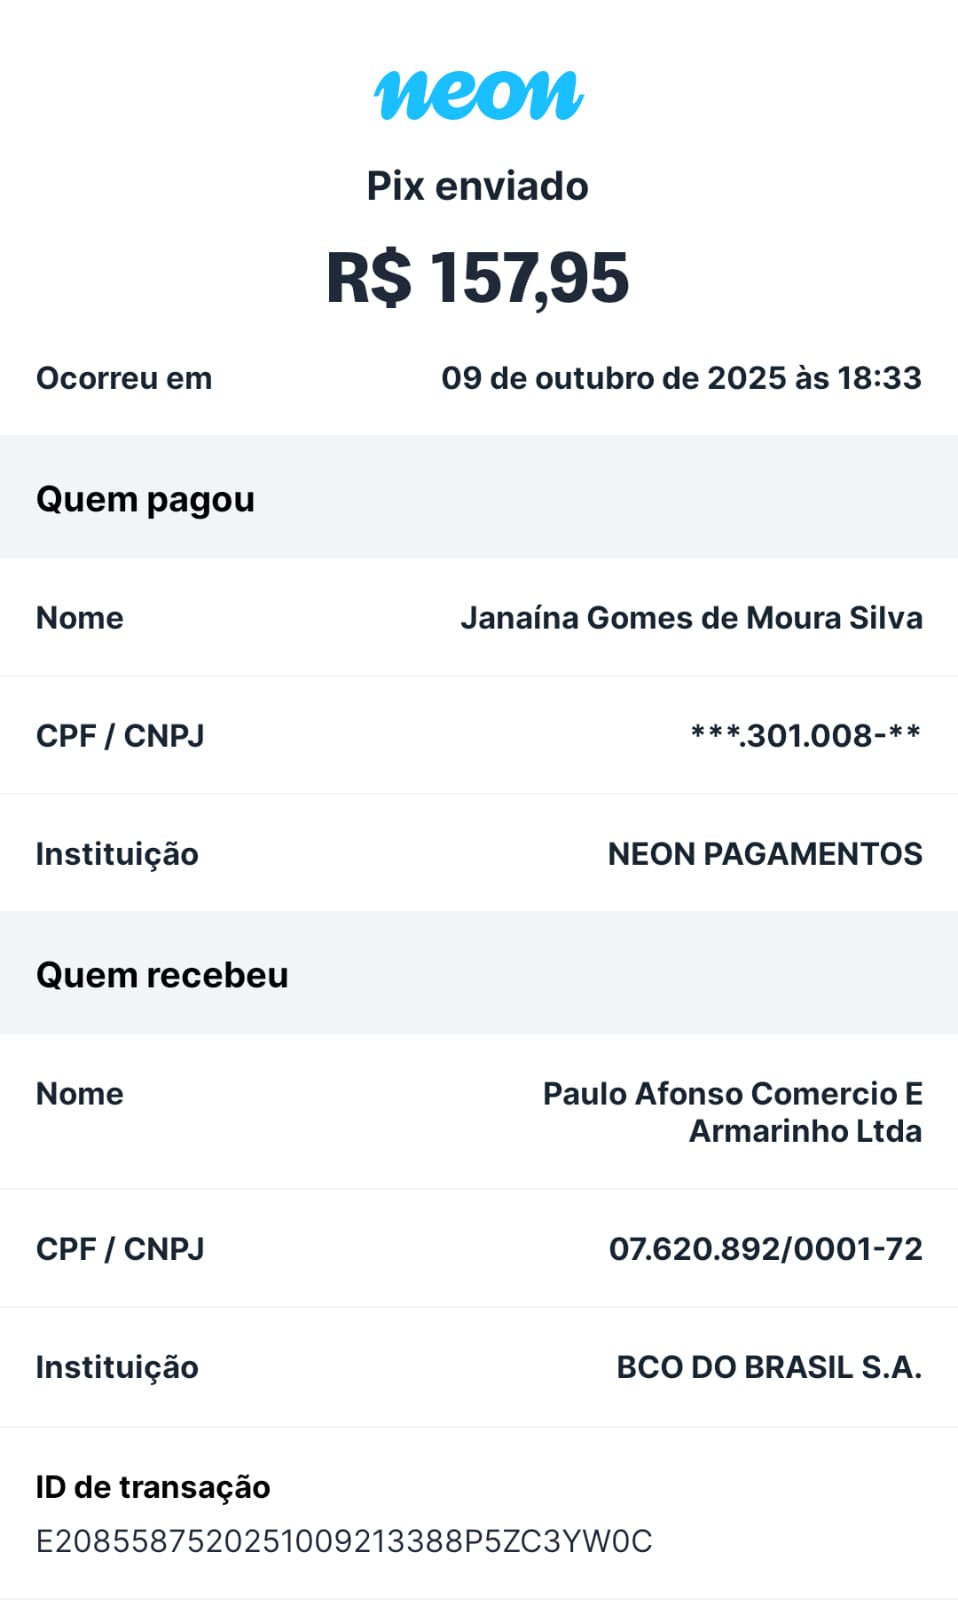 neon
Pix enviado
R$ 157,95
Ocorreu em 09 de outubro de 2025 às 18:33
Quem pagou
Nome Janaína Gomes de Moura Silva
CPF / CNPJ ***.301.008-**
Instituição NEON PAGAMENTOS
Quem recebeu
Nome Paulo Afonso Comercio E
Armarinho Ltda
CPF / CNPJ 07.620.892/0001-72
Instituição BCO DO BRASIL S.A.
ID de transação
E2085587520251009213388P5ZC3YW0C